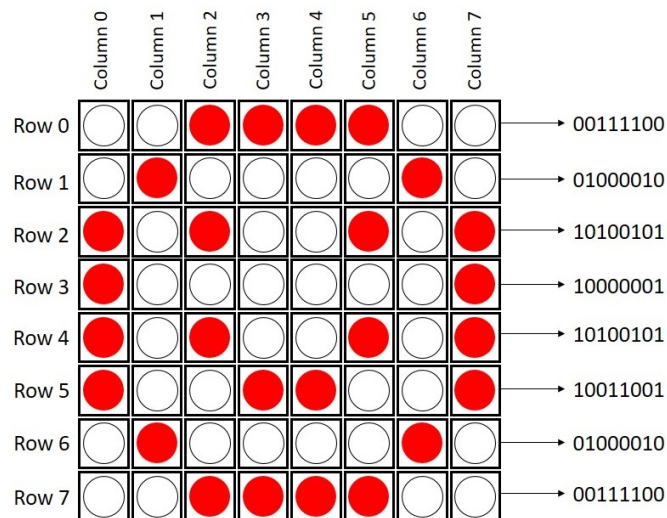 Column 0
Column 1
Column 2
Column 3
Column 4
Column 5
Column 6
Column 7
Row 0 00111100
Row 1 01000010
Row 2 10100101
Row 3 10000001
Row 4 10100101
Row 5 10011001
Row 6 01000010
Row 7 00111100